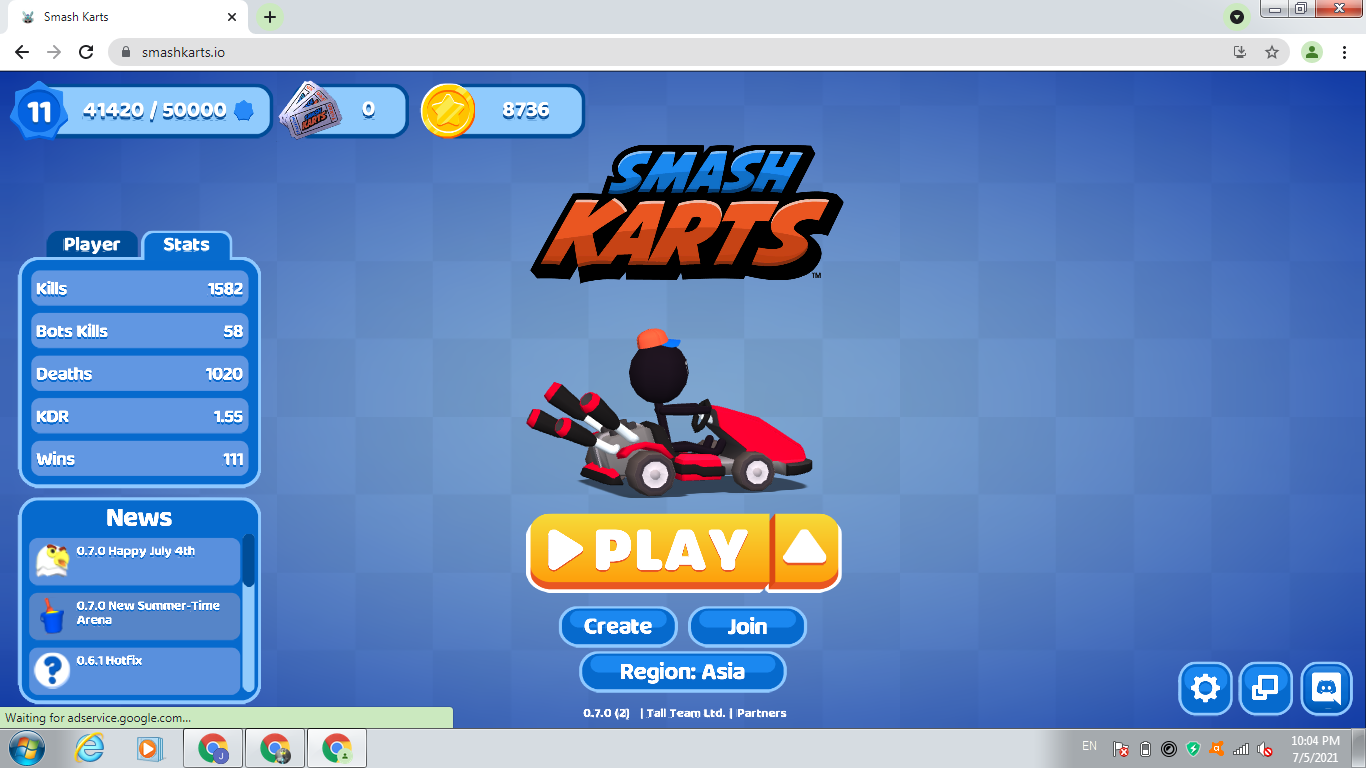 Smash Karts
smashkarts.io
11
41420 / 50000
SMASH KARTS
0
8736
SMASH
KARTS
TM
Player
Stats
Kills 1582
Bots Kills 58
Deaths 1020
KDR 1.55
Wins 111
News
0.7.0 Happy July 4th
0.7.0 New Summer-Time
Arena
?
0.6.1 Hotfix
PLAY
Create
Join
Region: Asia
0.7.0 (2) | Tall Team Ltd. | Partners
Waiting for adservice.google.com...
J
EN
10:04 PM
7/5/2021